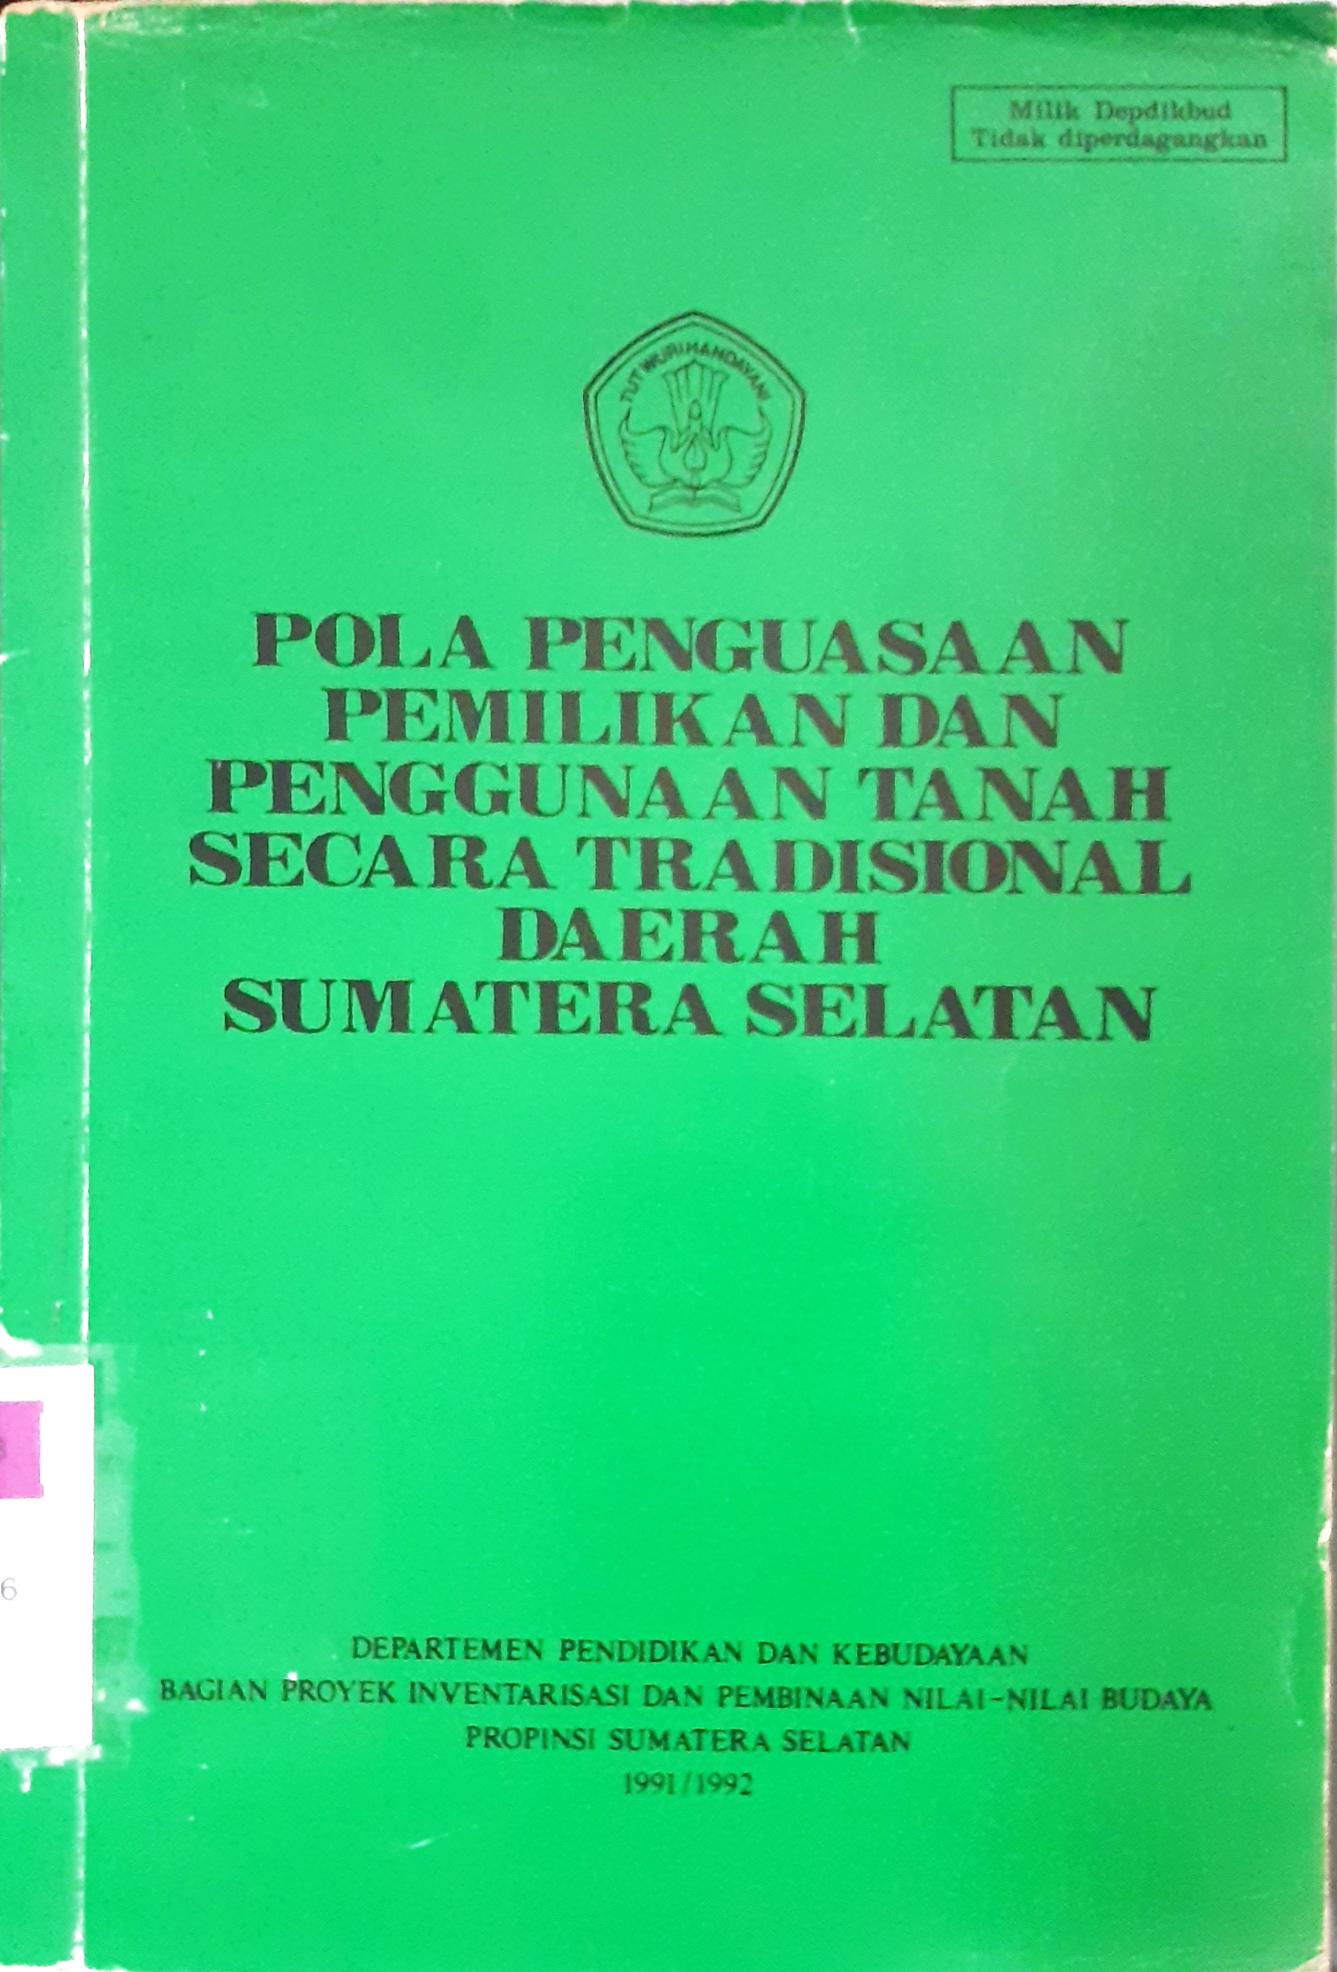 Milik Depdikbud
Tidak diperdagangkan
TUT WURI HANDAYANI
POLA PENGUASAAN
PEMILIKAN DAN
PENGGUNAAN TANAH
SECARA TRADISIONAL
DAERAH
SUMATERA SELATAN
6
DEPARTEMEN PENDIDIKAN DAN KEBUDAYAAN
BAGIAN PROYEK INVENTARISASI DAN PEMBINAAN NILAI-NILAI BUDAYA
PROPINSI SUMATERA SELATAN
1991/1992